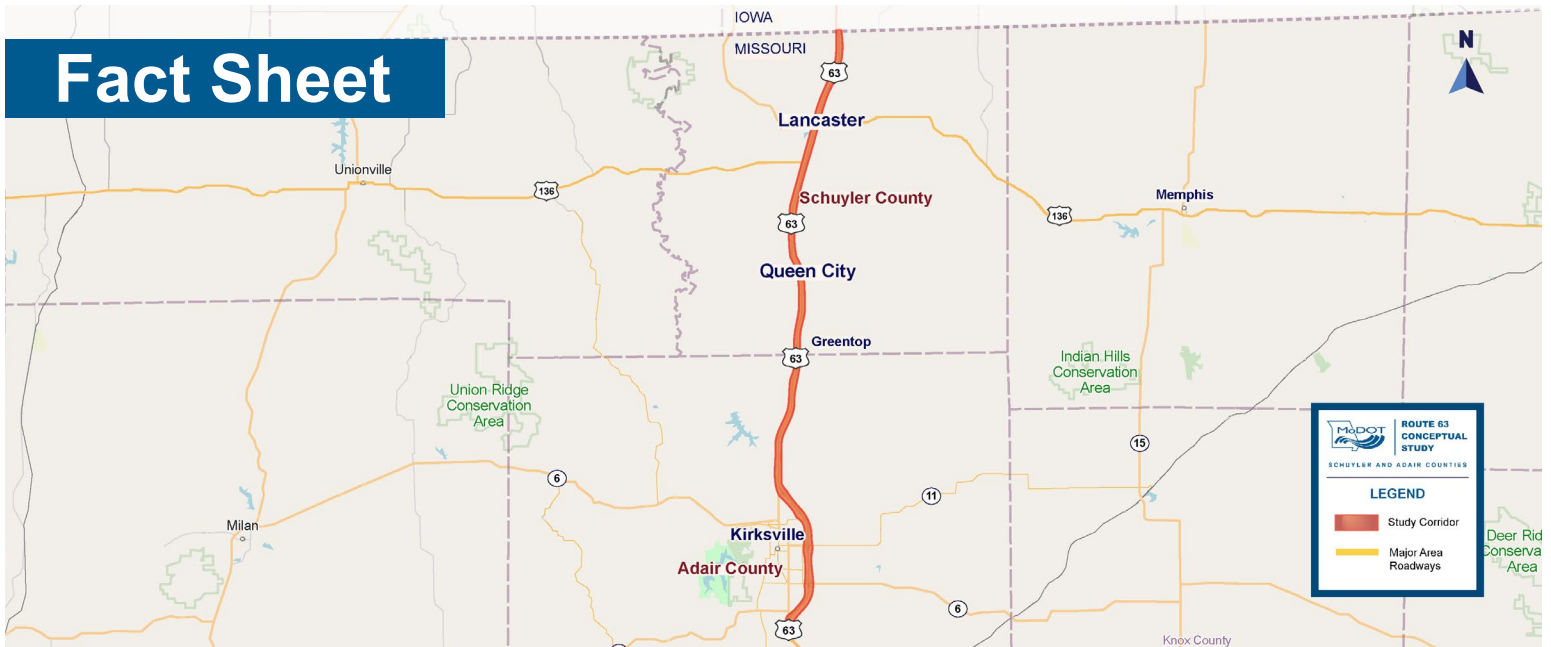 IOWA
MISSOURI
Fact Sheet
N
63
Lancaster
Unionville
136
Schuyler County
Memphis
136
63
Queen City
Greentop
63
Indian Hills
Conservation
Area
Union Ridge
Conservation
Area
15
6
11
Milan
Kirksville
Adair County
6
63
Knox County
Deer Rid
Conserva
Area
MoDOT
ROUTE 63
CONCEPTUAL
STUDY
SCHUYLER AND ADAIR COUNTIES
LEGEND
Study Corridor
Major Area
Roadways